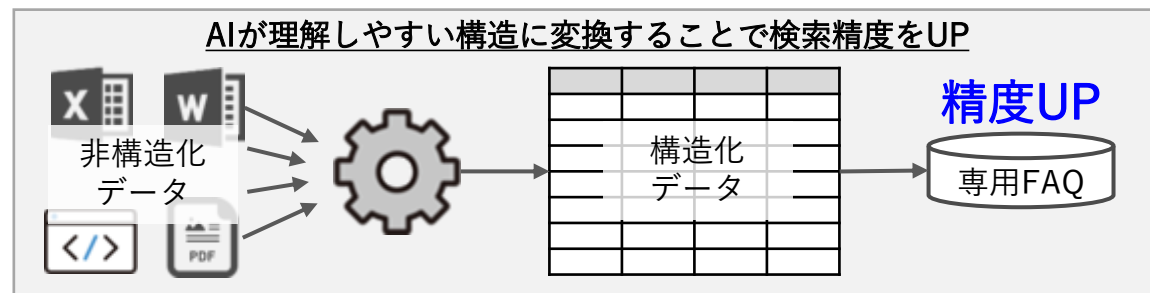 AIが理解しやすい構造に変換することで検索精度をUP
X
W
非構造化
データ
</>
PDF
構造化
データ
精度UP
専用FAQ